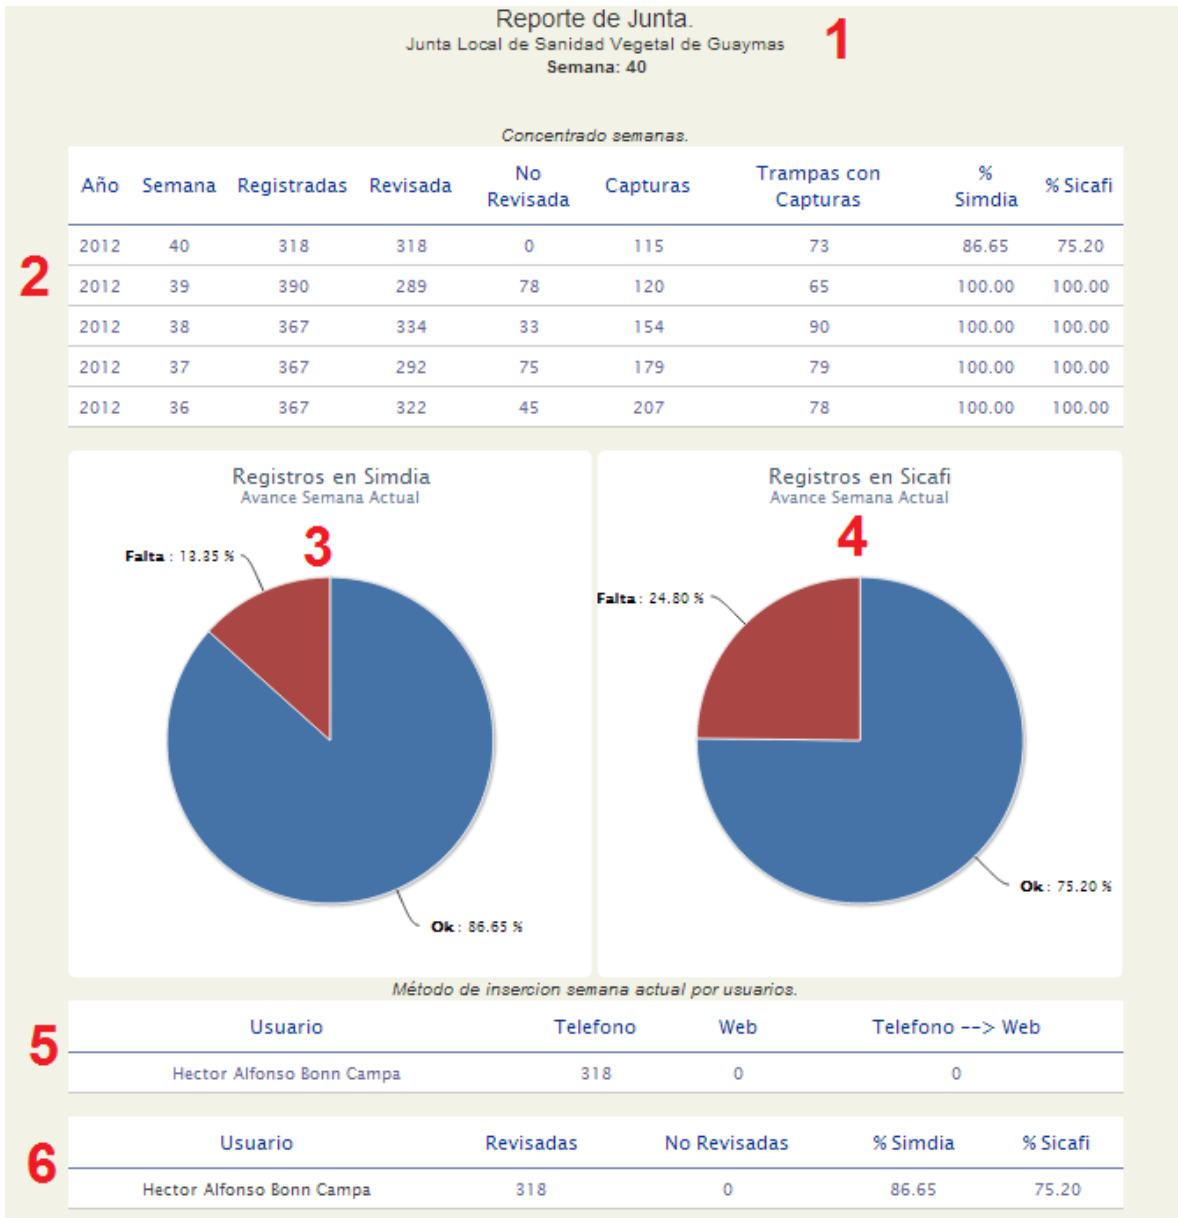 Reporte de Junta.
Junta Local de Sanidad Vegetal de Guaymas
1
Semana: 40
Concentrado semanas.
Año Semana Registradas Revisada No Revisada Capturas Trampas con Capturas % Simdia % Sicafi
2012 40 318 318 0 115 73 86.65 75.20
2
2012 39 390 289 78 120 65 100.00 100.00
2012 38 367 334 33 154 90 100.00 100.00
2012 37 367 292 75 179 79 100.00 100.00
2012 36 367 322 45 207 78 100.00 100.00
Registros en Simdia
Avance Semana Actual
3
Falta : 13.35 %
Ok : 86.65 %
Registros en Sicafi
Avance Semana Actual
4
Falta : 24.80 %
Ok : 75.20 %
Método de insercion semana actual por usuarios.
5
Usuario Telefono Web Telefono --> Web
Hector Alfonso Bonn Campa 318 0 0
6
Usuario Revisadas No Revisadas % Simdia % Sicafi
Hector Alfonso Bonn Campa 318 0 86.65 75.20